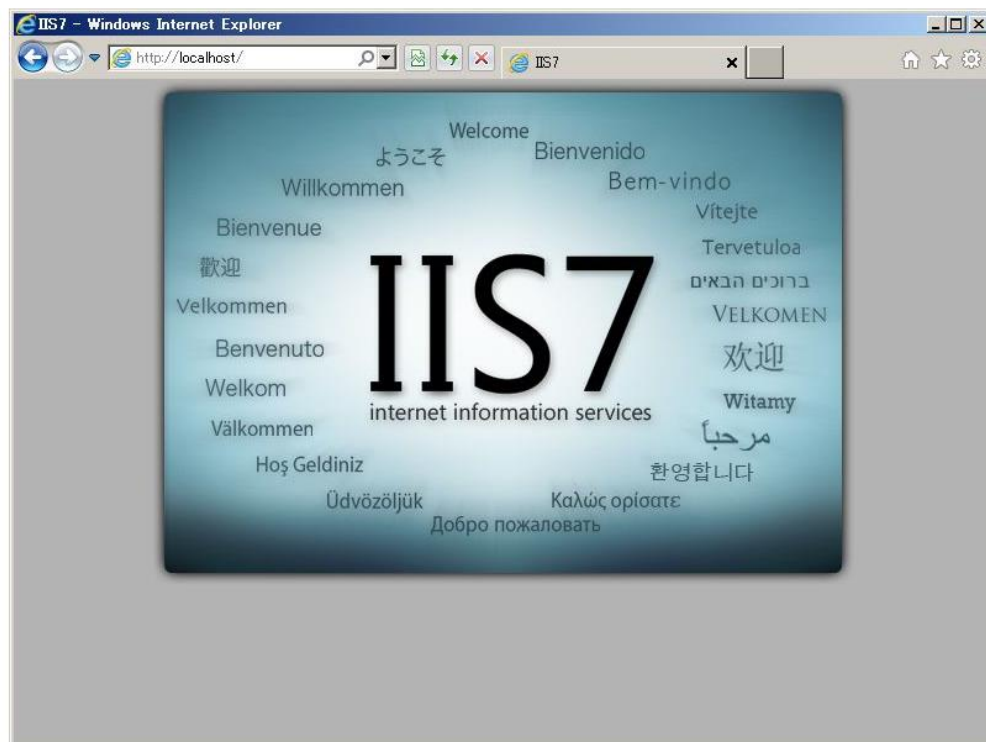 IIS7 - Windows Internet Explorer
http://localhost/
IIS7
Welcome
ようこそ
Bienvenido
Willkommen
Bem-vindo
Vítejte
Bienvenue
Tervetuloa
歡迎
ברוכים הבאים
Velkommen
VELKOMEN
Benvenuto
欢迎
Welkom
Witamy
Välkommen
مرحباً
Hoş Geldiniz
환영합니다
Üdvözöljük
Καλώς ορίσατε
Добро пожаловать
IIS7
internet information services